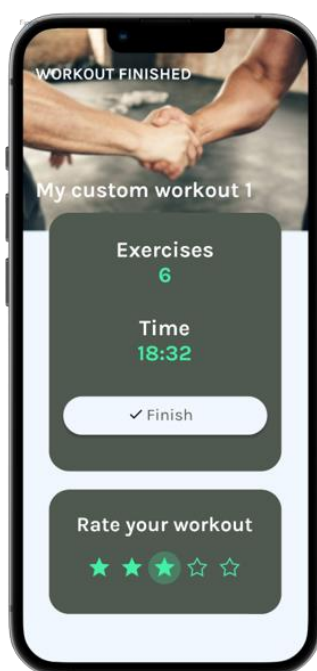 WORKOUT FINISHED
My custom workout 1
Exercises
6
Time
18:32
Finish
Rate your workout